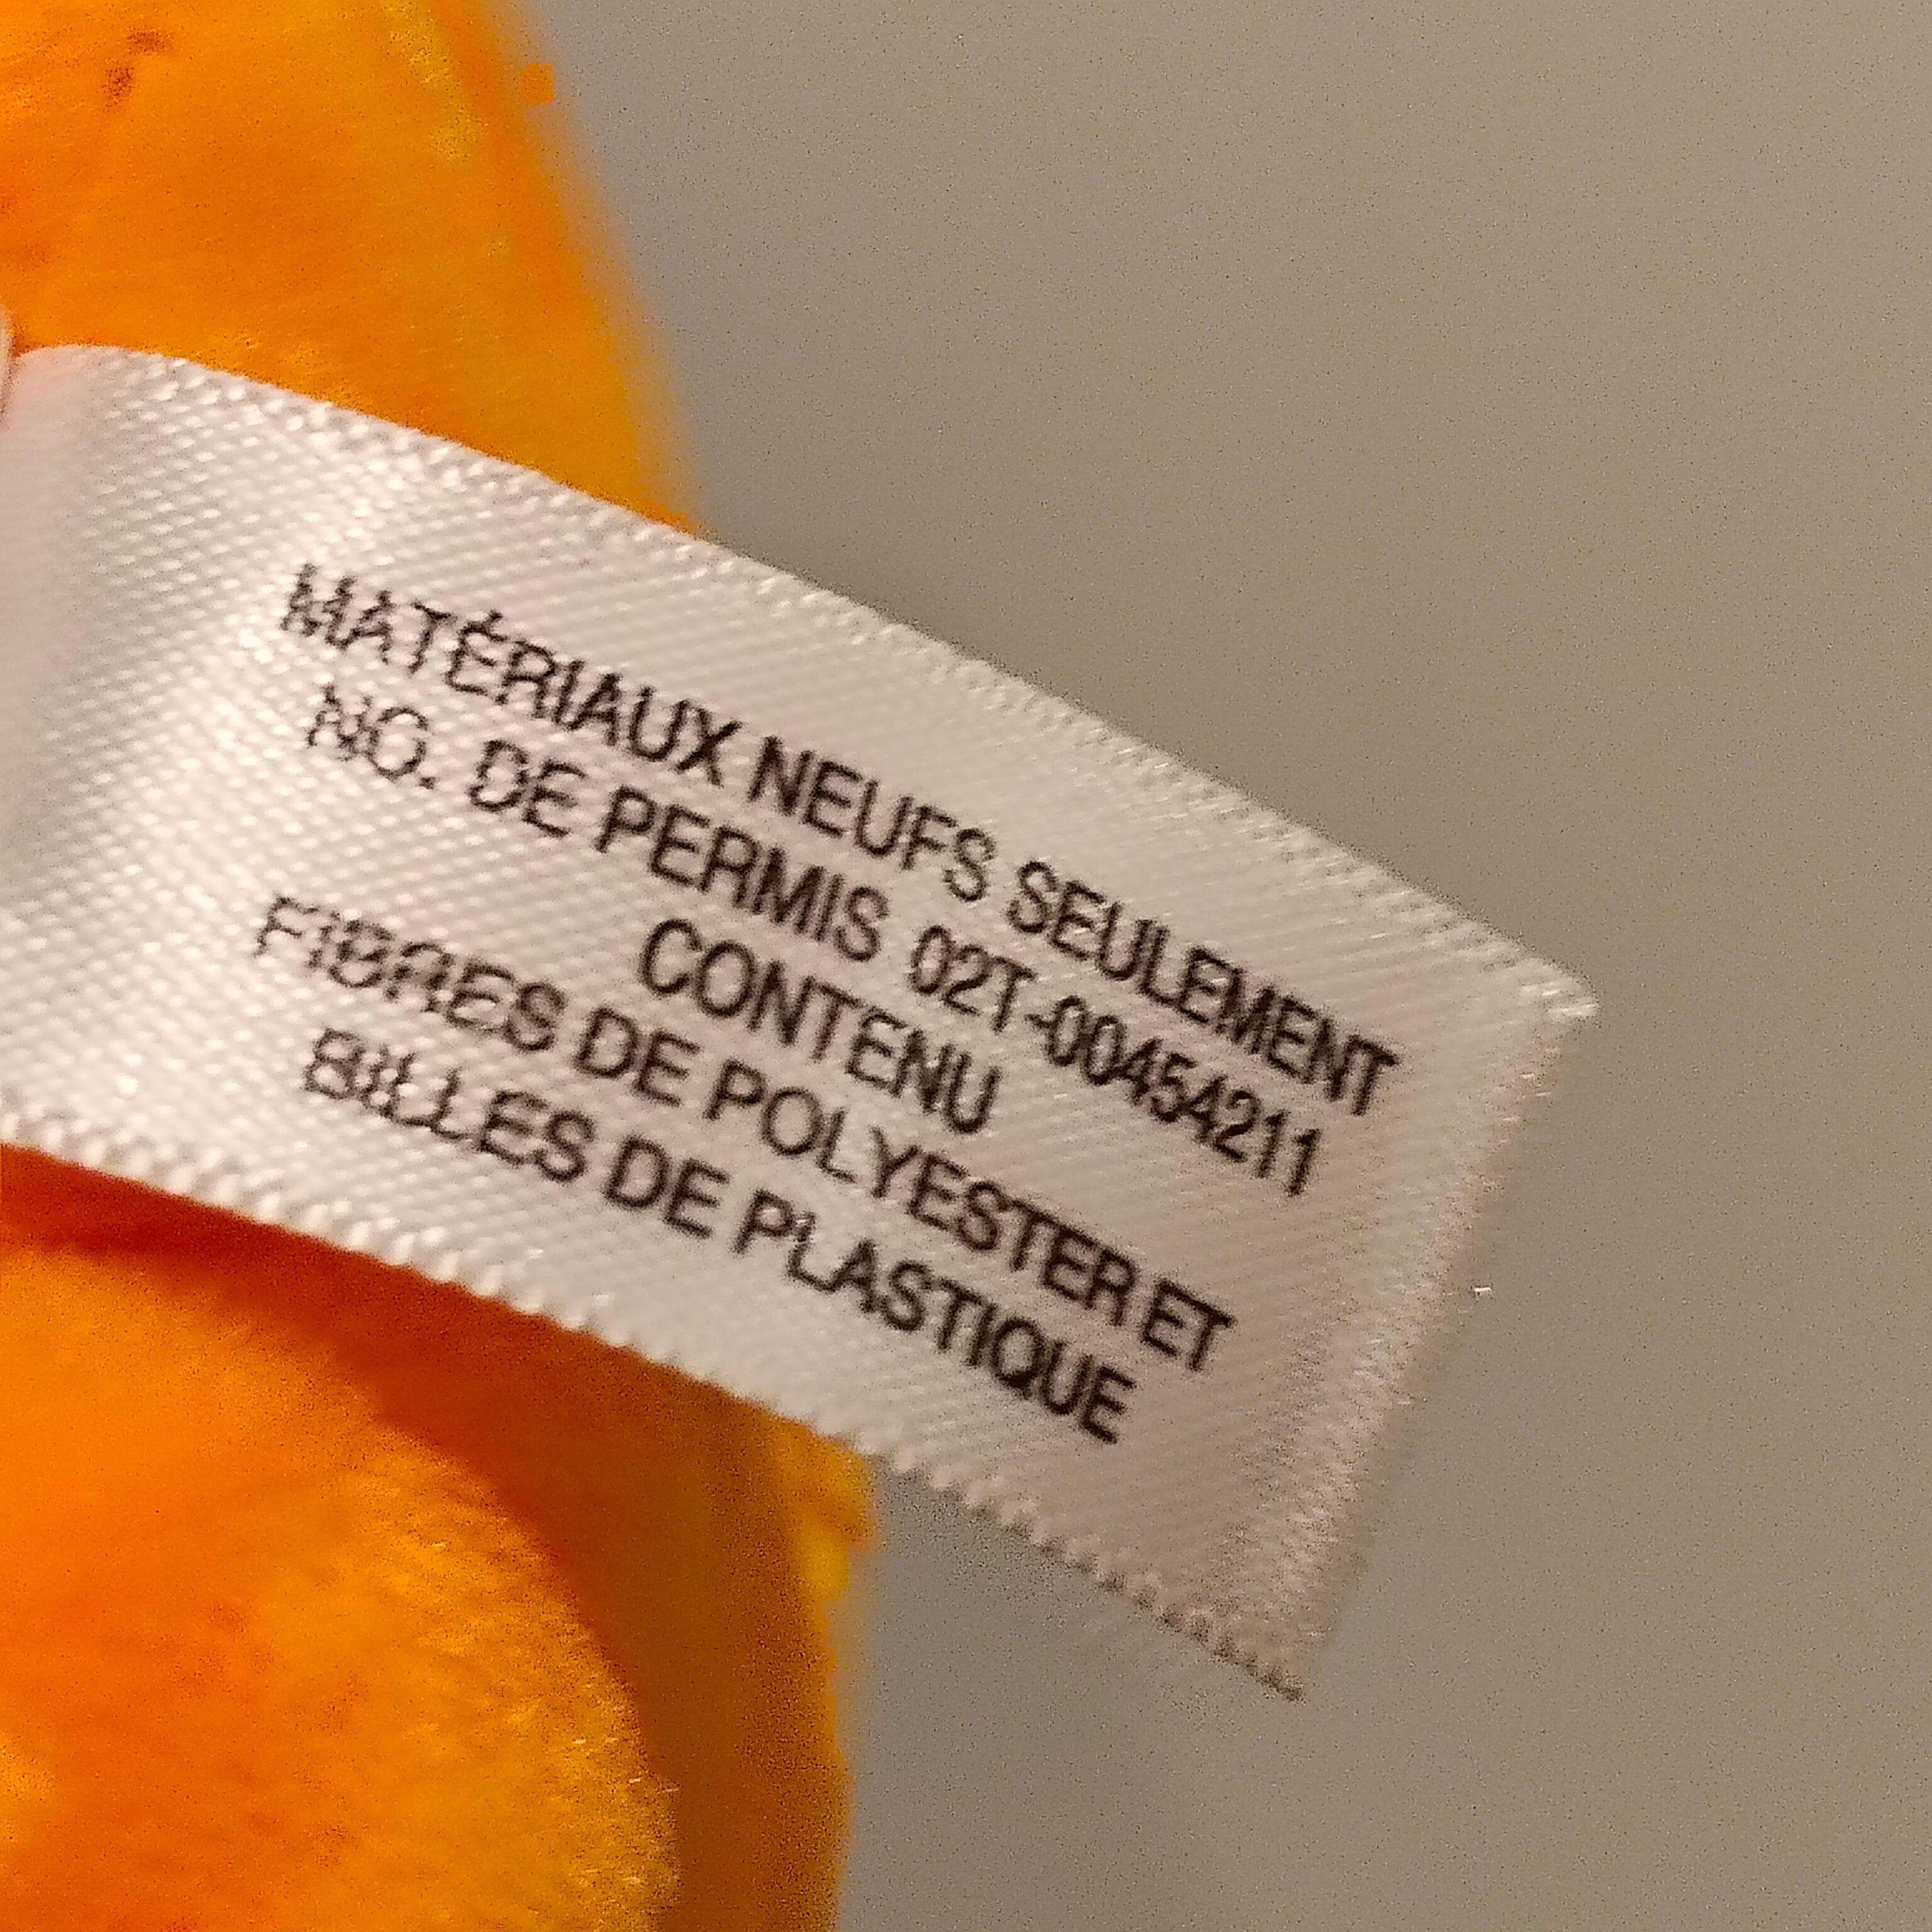 MATÉRIAUX NEUFS SEULEMENT
NO. DE PERMIS 02T-00454211
CONTENU
FIBRES DE POLYESTER ET
BILLES DE PLASTIQUE